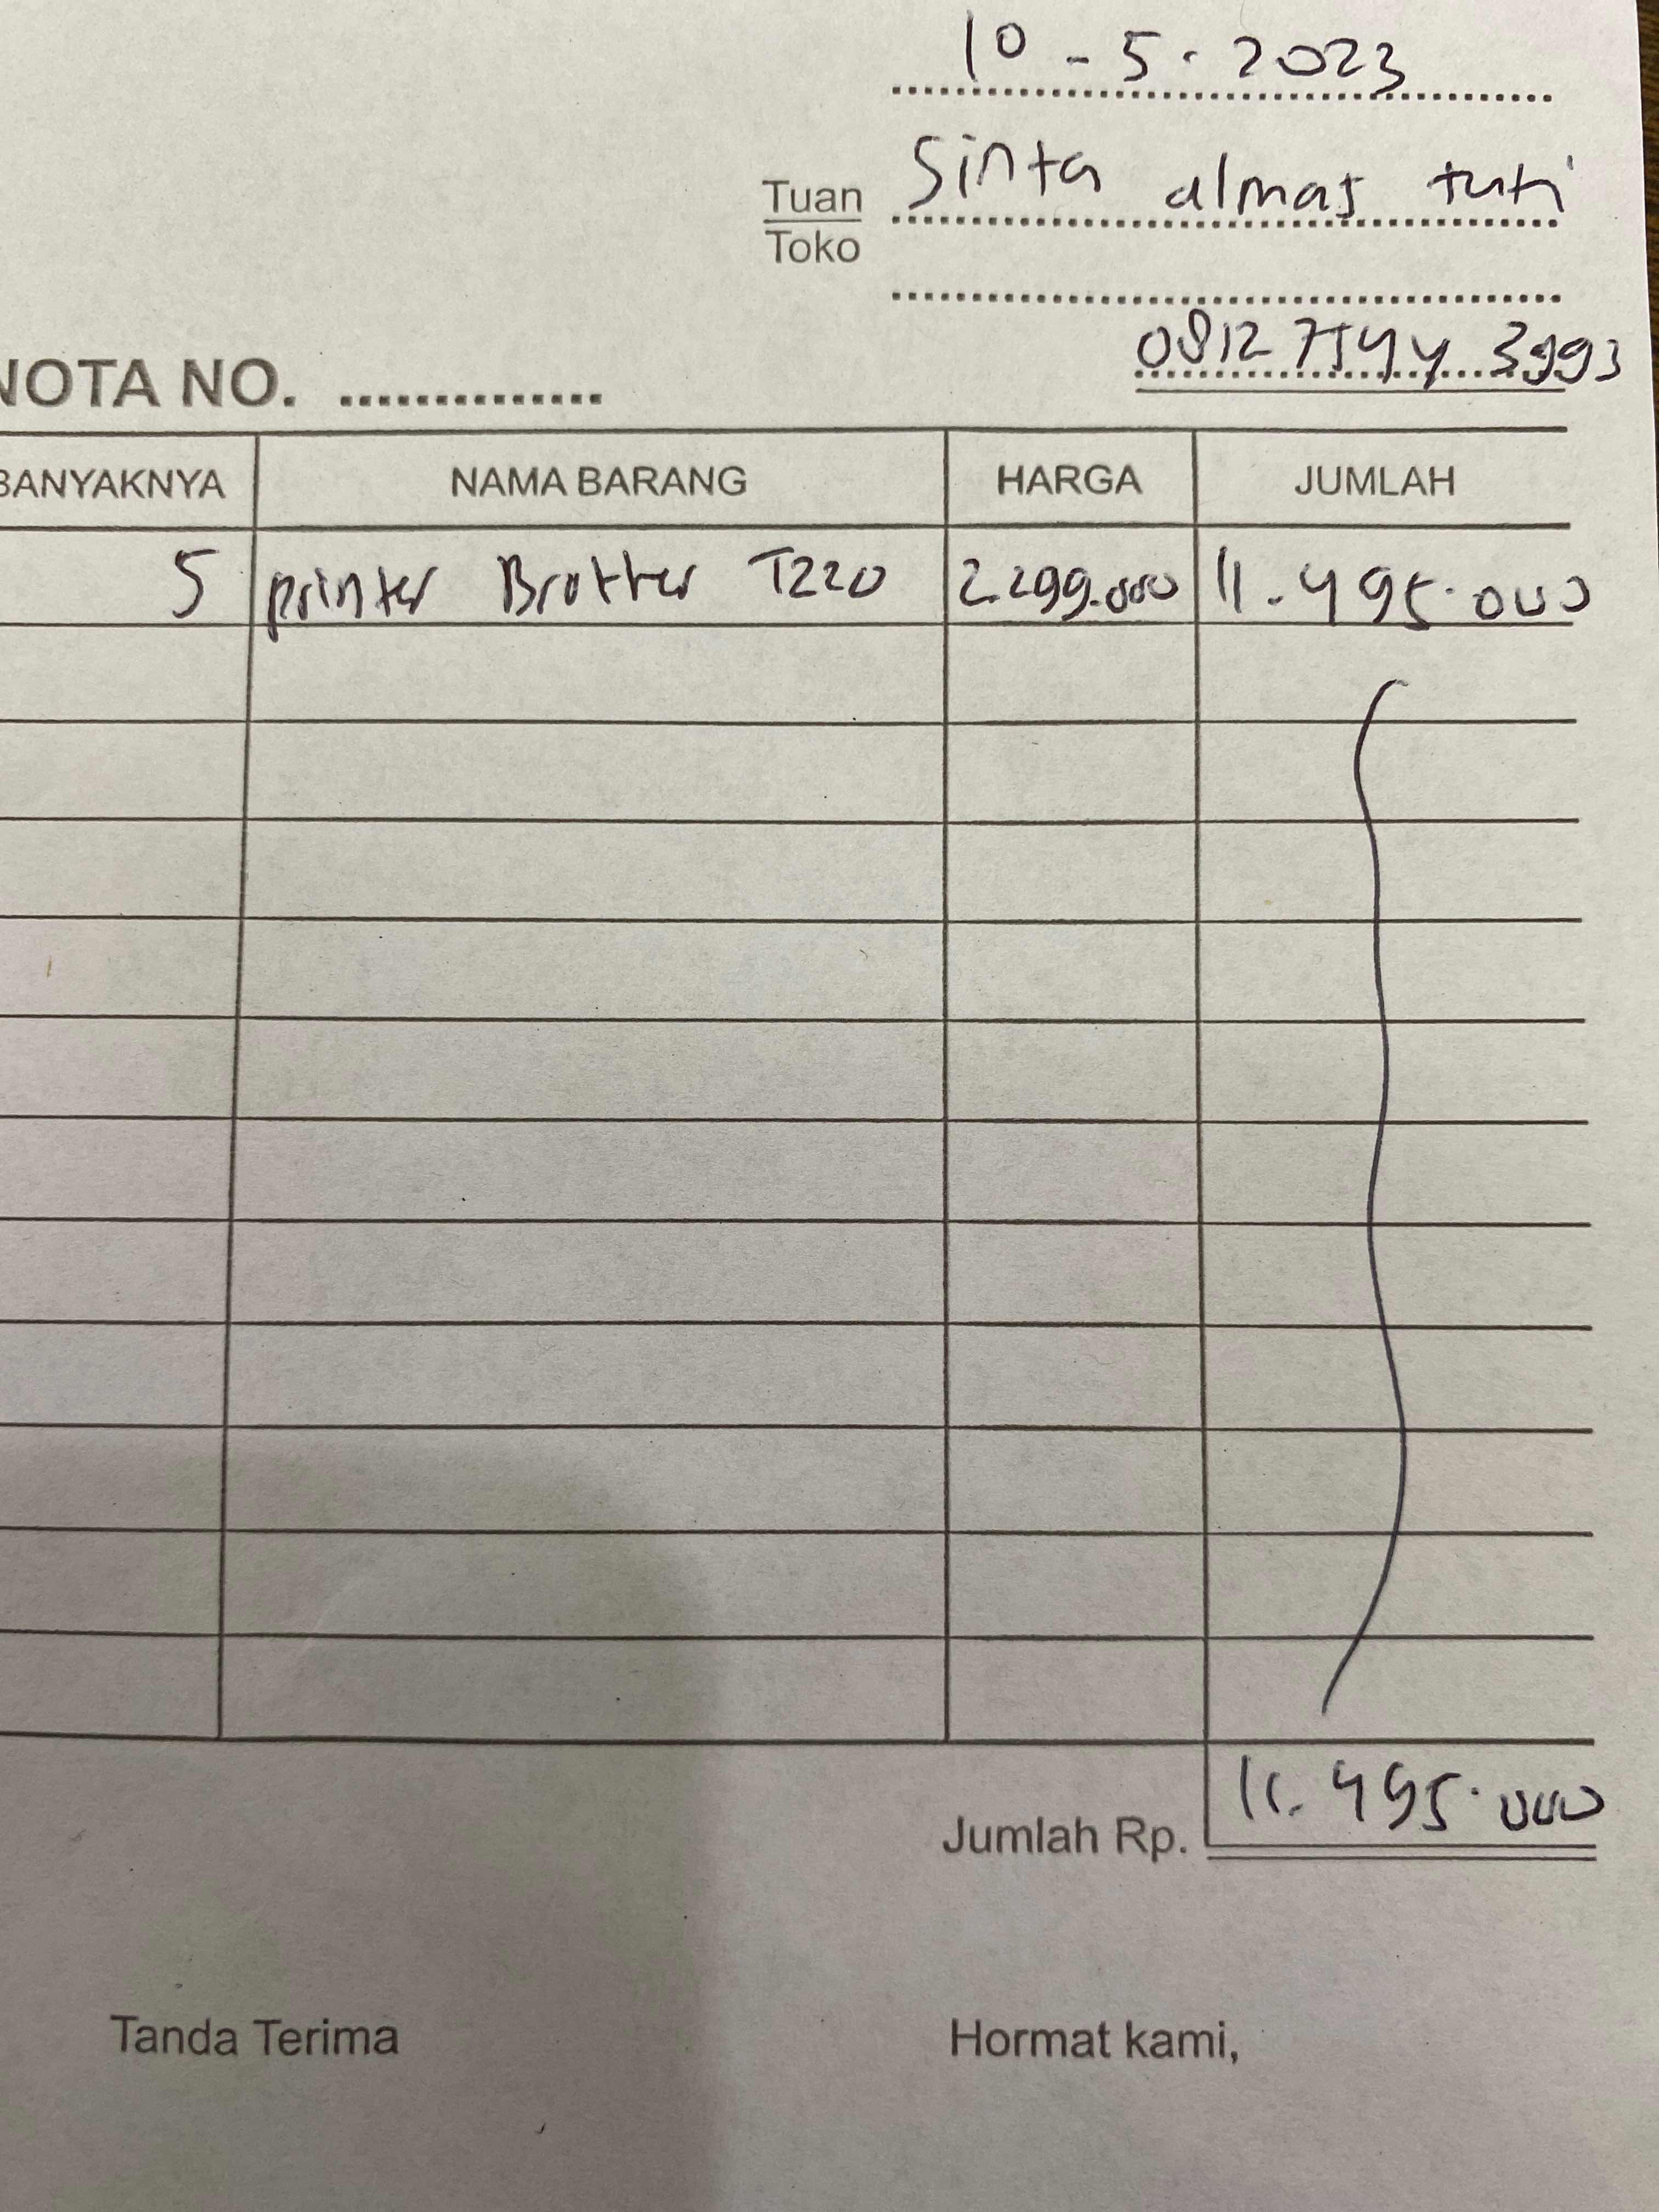 10 - 5 - 2023
Tuan Sinta almas tuti
Toko
0812 7544 3993
NOTA NO. ..............
BANYAKNYA NAMA BARANG HARGA JUMLAH
5 printer Brotter T220 2.299.000 11.495.000
Jumlah Rp. 11.495.000
Tanda Terima Hormat kami,